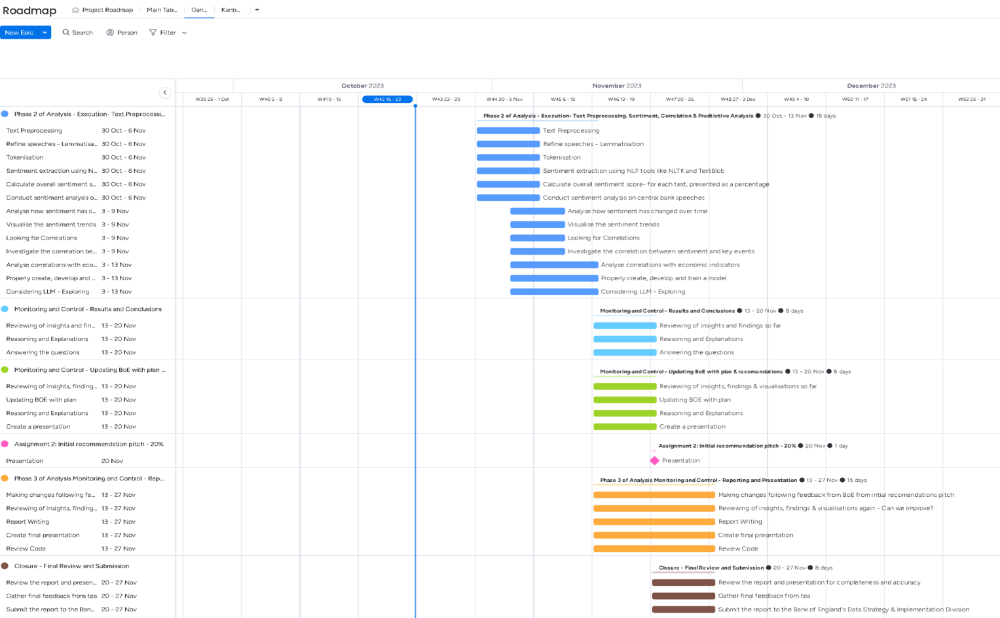 Roadmap Project Roadmap Main Tab... Gan... Kanb... +
New Epic Search Person Filter
October 2023 November 2023 December 2023
W39 25 - 1 Oct W40 2 - 8 W41 9 - 15 W42 16 - 22 W43 23 - 29 W44 30 - 5 Nov W45 6 - 12 W46 13 - 19 W47 20 - 26 W48 27 - 3 Dec W49 4 - 10 W50 11 - 17 W51 18 - 24 W52 25 - 31
Phase 2 of Analysis - Execution- Text Preprocessi... Phase 2 of Analysis - Execution- Text Preprocessing. Sentiment, Correlation & Predtictive Analysis ● 30 Oct - 13 Nov ● 15 days
Text Preprocessing 30 Oct - 6 Nov Text Preprocessing
Refine speeches - Lemmatisa... 30 Oct - 6 Nov Refine speeches - Lemmatisation
Tokenisation 30 Oct - 6 Nov Tokenisation
Sentiment extraction using N... 30 Oct - 6 Nov Sentiment extraction using NLP tools like NLTK and TextBlob
Calculate overall sentiment s... 30 Oct - 6 Nov Calculate overall sentiment score- for each text, presented as a percentage
Conduct sentiment analysis o... 30 Oct - 6 Nov Conduct sentiment analysis on central bank speeches
Analyse how sentiment has c... 3 - 9 Nov Analyse how sentiment has changed over time
Visualise the sentiment trends 3 - 9 Nov Visualise the sentiment trends
Looking for Correlations 3 - 9 Nov Looking for Correlations
Investigate the correlation be... 3 - 9 Nov Investigate the correlation between sentiment and key events
Analyse correlations with eco... 3 - 13 Nov Analyse correlations with economic indicators
Properly create, develop and ... 3 - 13 Nov Properly create, develop and train a model
Considering LLM - Exploring 3 - 13 Nov Considering LLM - Exploring
Monitoring and Control - Results and Conclusions Monitoring and Control - Results and Conclusions ● 13 - 20 Nov ● 8 days
Reviewing of insights and fin... 13 - 20 Nov Reviewing of insights and findings so far
Reasoning and Explanations 13 - 20 Nov Reasoning and Explanations
Answering the questions 13 - 20 Nov Answering the questions
Monitoring and Control - Updating BoE with plan ... Monitoring and Control - Updating BoE with plan & recomendations ● 13 - 20 Nov ● 8 days
Reviewing of insights, finding... 13 - 20 Nov Reviewing of insights, findings & visualisations so far
Updating BOE with plan 13 - 20 Nov Updating BOE with plan
Reasoning and Explanations 13 - 20 Nov Reasoning and Explanations
Create a presentation 13 - 20 Nov Create a presentation
Assignment 2: Initial recommendation pitch - 20% Assignment 2: Initial recommendation pitch - 20% ● 20 Nov ● 1 day
Presentation 20 Nov Presentation
Phase 3 of Analysis Monitoring and Control - Rep... Phase 3 of Analysis Monitoring and Control - Reporting and Presentation ● 13 - 27 Nov ● 15 days
Making changes following fe... 13 - 27 Nov Making changes following feedback from BoE from intial recomendations pitch
Reviewing of insights, finding... 13 - 27 Nov Reviewing of insights, findings & visualisations again - Can we improve?
Report Writing 13 - 27 Nov Report Writing
Create final presentation 13 - 27 Nov Create final presentation
Review Code 13 - 27 Nov Review Code
Closure - Final Review and Submission Closure - Final Review and Submission ● 20 - 27 Nov ● 8 days
Review the report and presen... 20 - 27 Nov Review the report and presentation for completeness and accuracy
Gather final feedback from tea 20 - 27 Nov Gather final feedback from tea
Submit the report to the Ban... 20 - 27 Nov Submit the report to the Bank of England's Data Strategy & Implementation Division